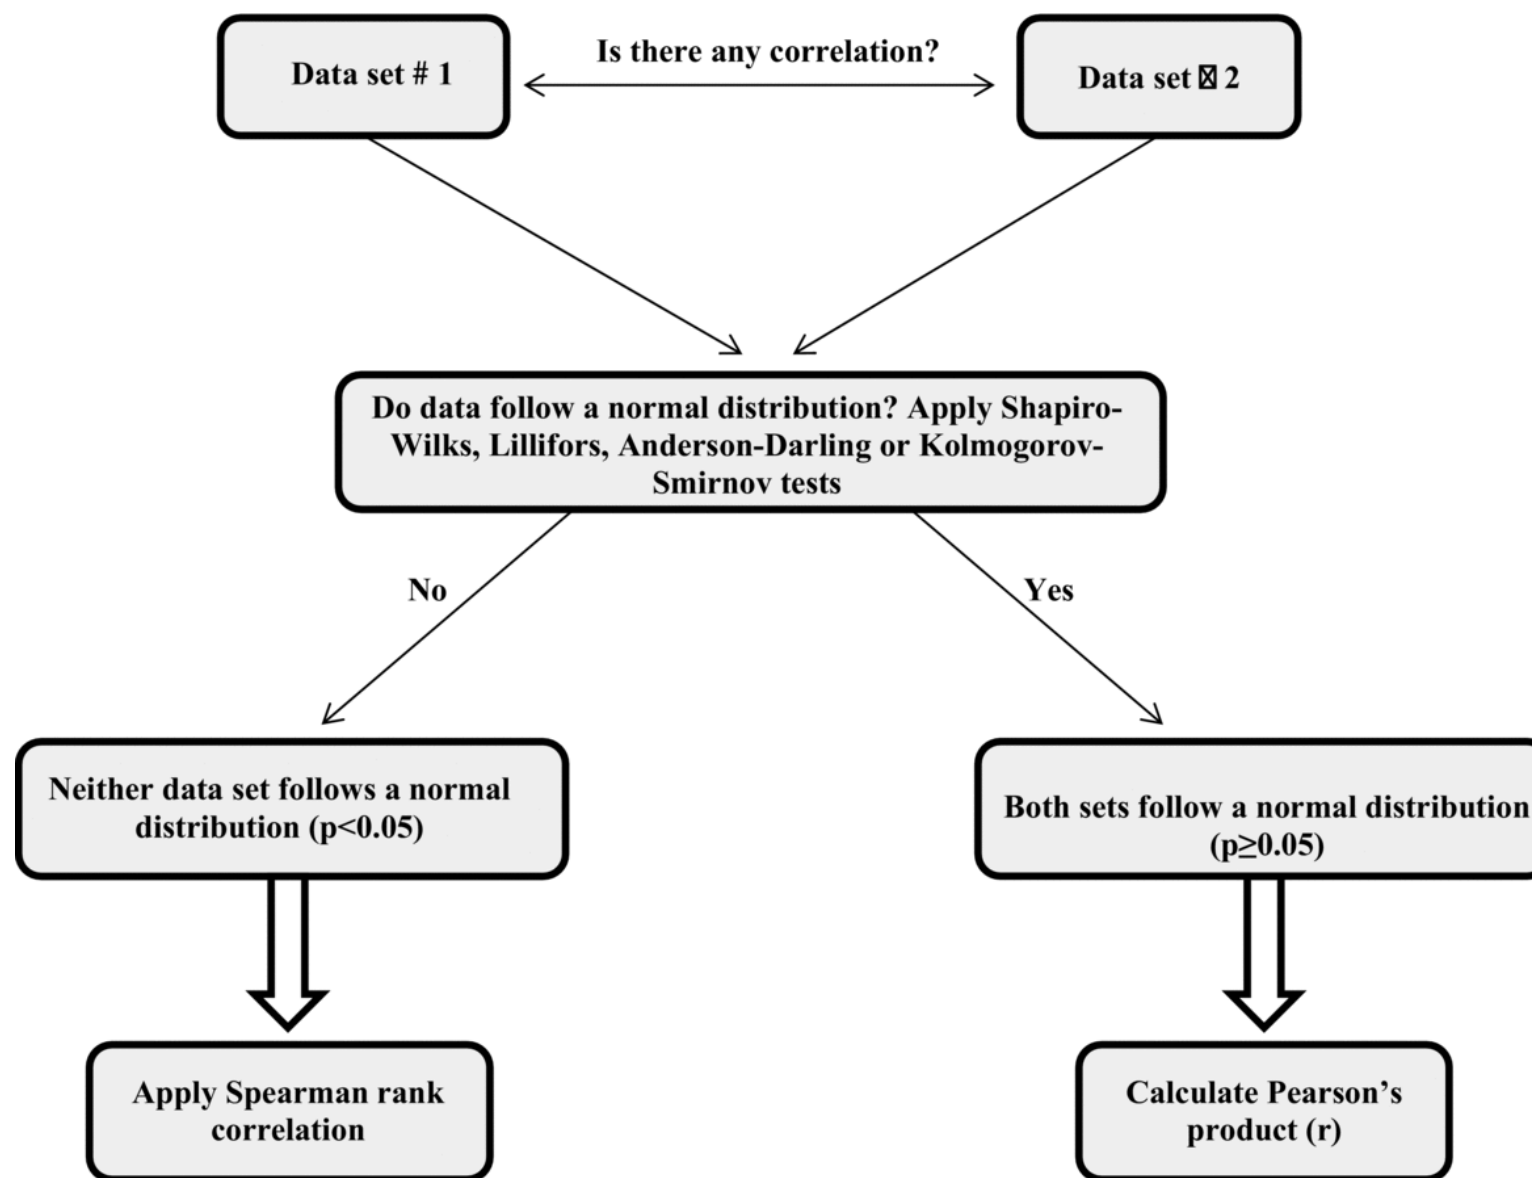 Is there any correlation?
Data set # 1
Data set 2
Do data follow a normal distribution? Apply Shapiro-
Wilks, Lillifors, Anderson-Darling or Kolmogorov-
Smirnov tests
No
Yes
Neither data set follows a normal
distribution (p<0.05)
Both sets follow a normal distribution
(p≥0.05)
Apply Spearman rank
correlation
Calculate Pearson’s
product (r)